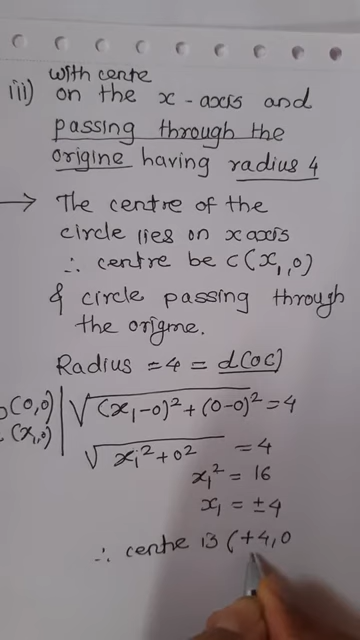 with cente
iii) on the x-axis and
passing through the
origine having radius 4
→ The centre of the
circle lies on x axis
∴ centre be C(x₁,0)
& circle passing through
the origine.
Radius = 4 = d(OC)
O(0,0) | √(x₁-0)² + (0-0)² = 4
C(x₁,0) | √x₁² + 0² = 4
x₁² = 16
x₁ = ±4
∴ centre is (+4,0